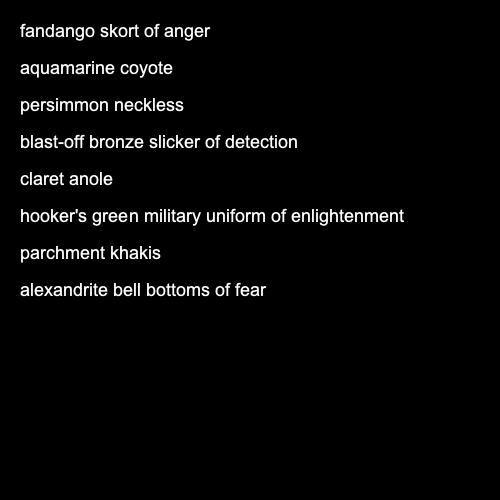 fandango skort of anger
aquamarine coyote
persimmon neckless
blast-off bronze slicker of detection
claret anole
hooker's green military uniform of enlightenment
parchment khakis
alexandrite bell bottoms of fear